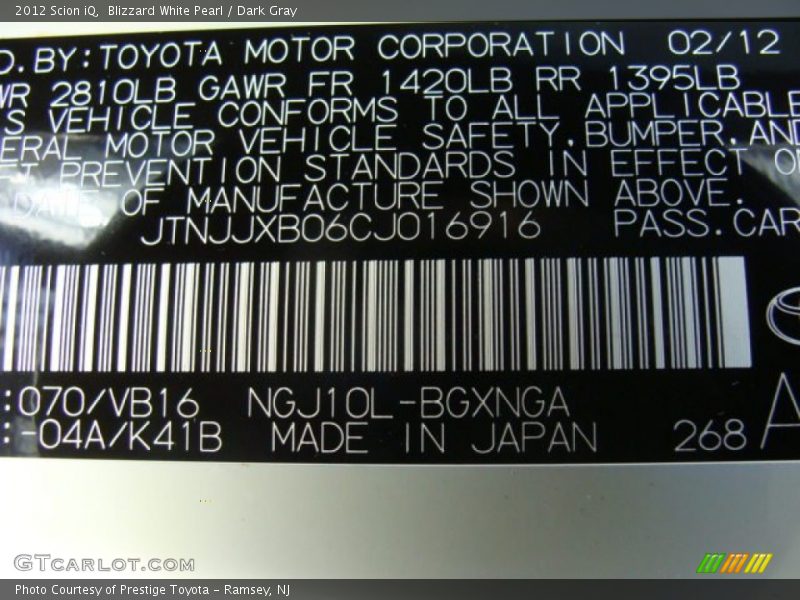 2012 Scion iQ,  Blizzard White Pearl / Dark Gray
D.BY:TOYOTA MOTOR CORPORATION 02/12
WR 2810LB GAWR FR 1420LB RR 1395LB
S VEHICLE CONFORMS TO ALL APPLICABLE
ERAL MOTOR VEHICLE SAFETY,BUMPER,AND
PREVENTION STANDARDS IN EFFECT O
DATE OF MANUFACTURE SHOWN ABOVE.
JTNJJXB06CJ016916 PASS.CAR
:070/VB16 NGJ10L-BGXNGA
:-04A/K41B MADE IN JAPAN 268 A
GTCARLOT.COM
Photo Courtesy of Prestige Toyota - Ramsey, NJ